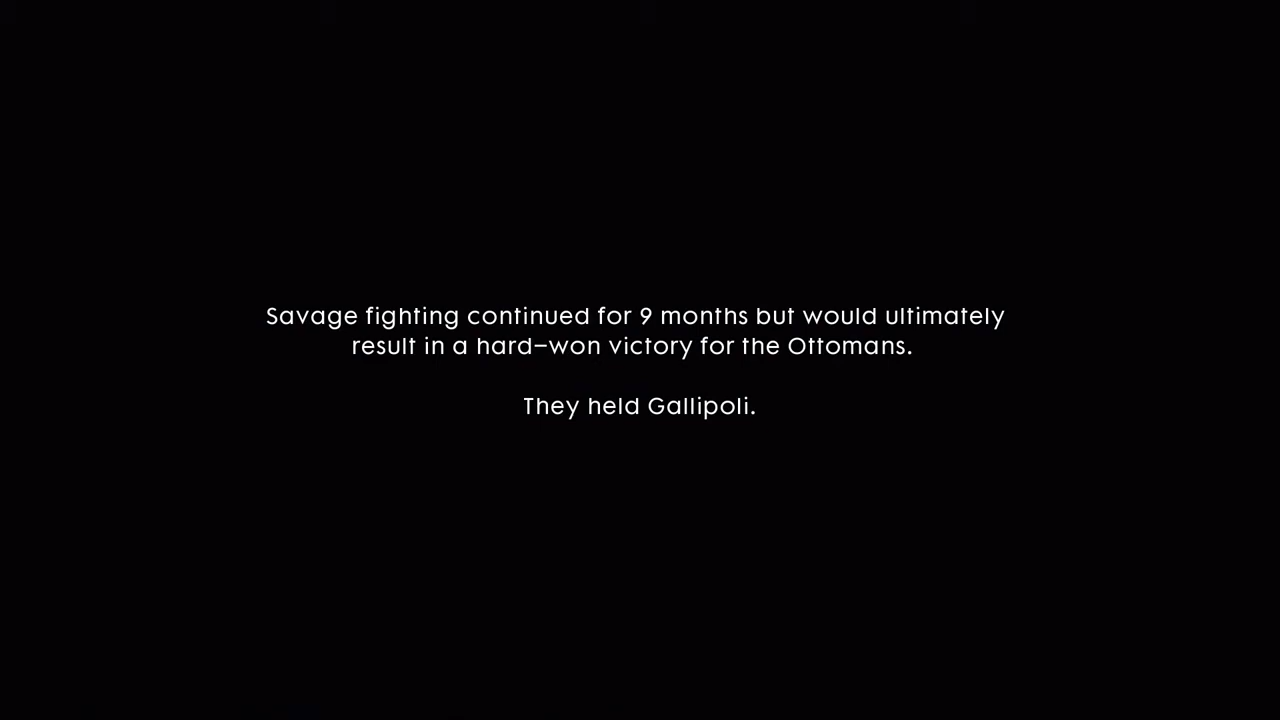 Savage fighting continued for 9 months but would ultimately
result in a hard–won victory for the Ottomans.
They held Gallipoli.